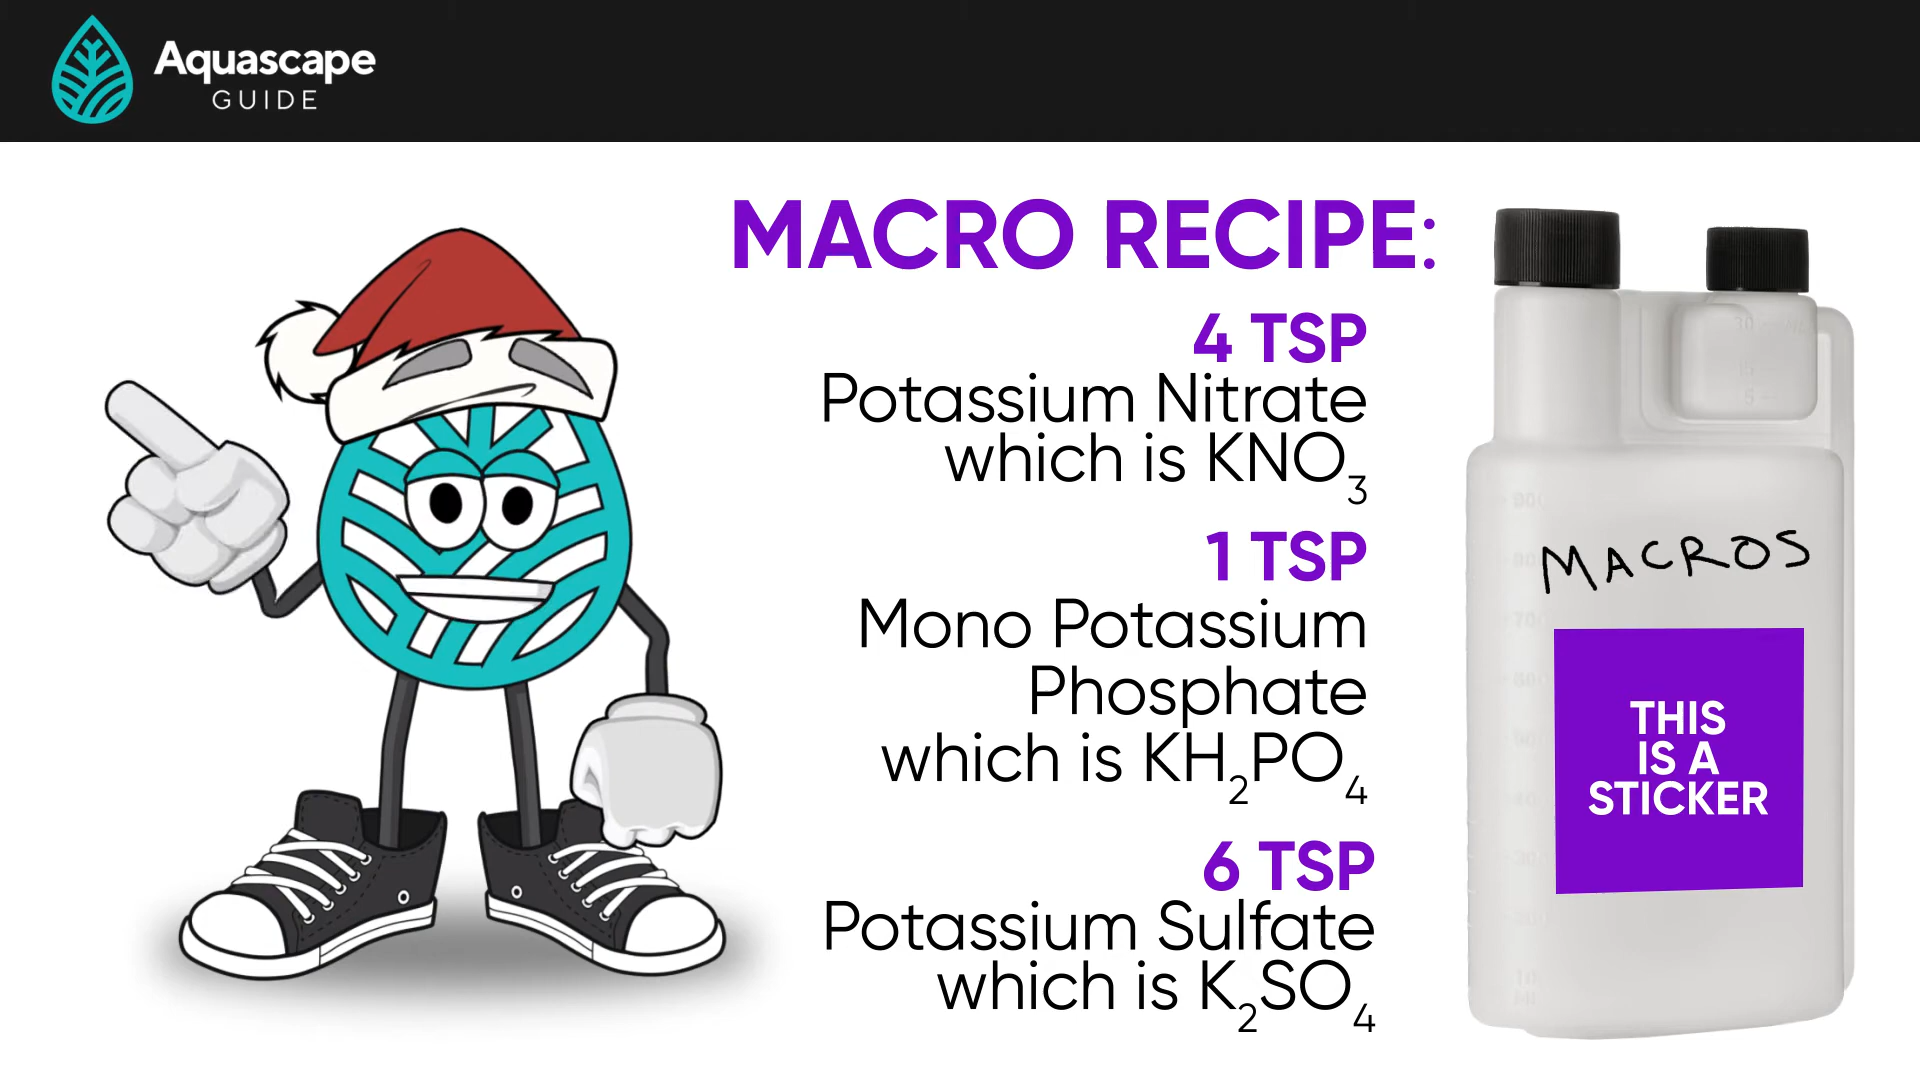 Aquascape
GUIDE
MACRO RECIPE:
4 TSP
Potassium Nitrate
which is KNO₃
1 TSP
Mono Potassium
Phosphate
which is KH₂PO₄
6 TSP
Potassium Sulfate
which is K₂SO₄
MACROS
THIS
IS A
STICKER